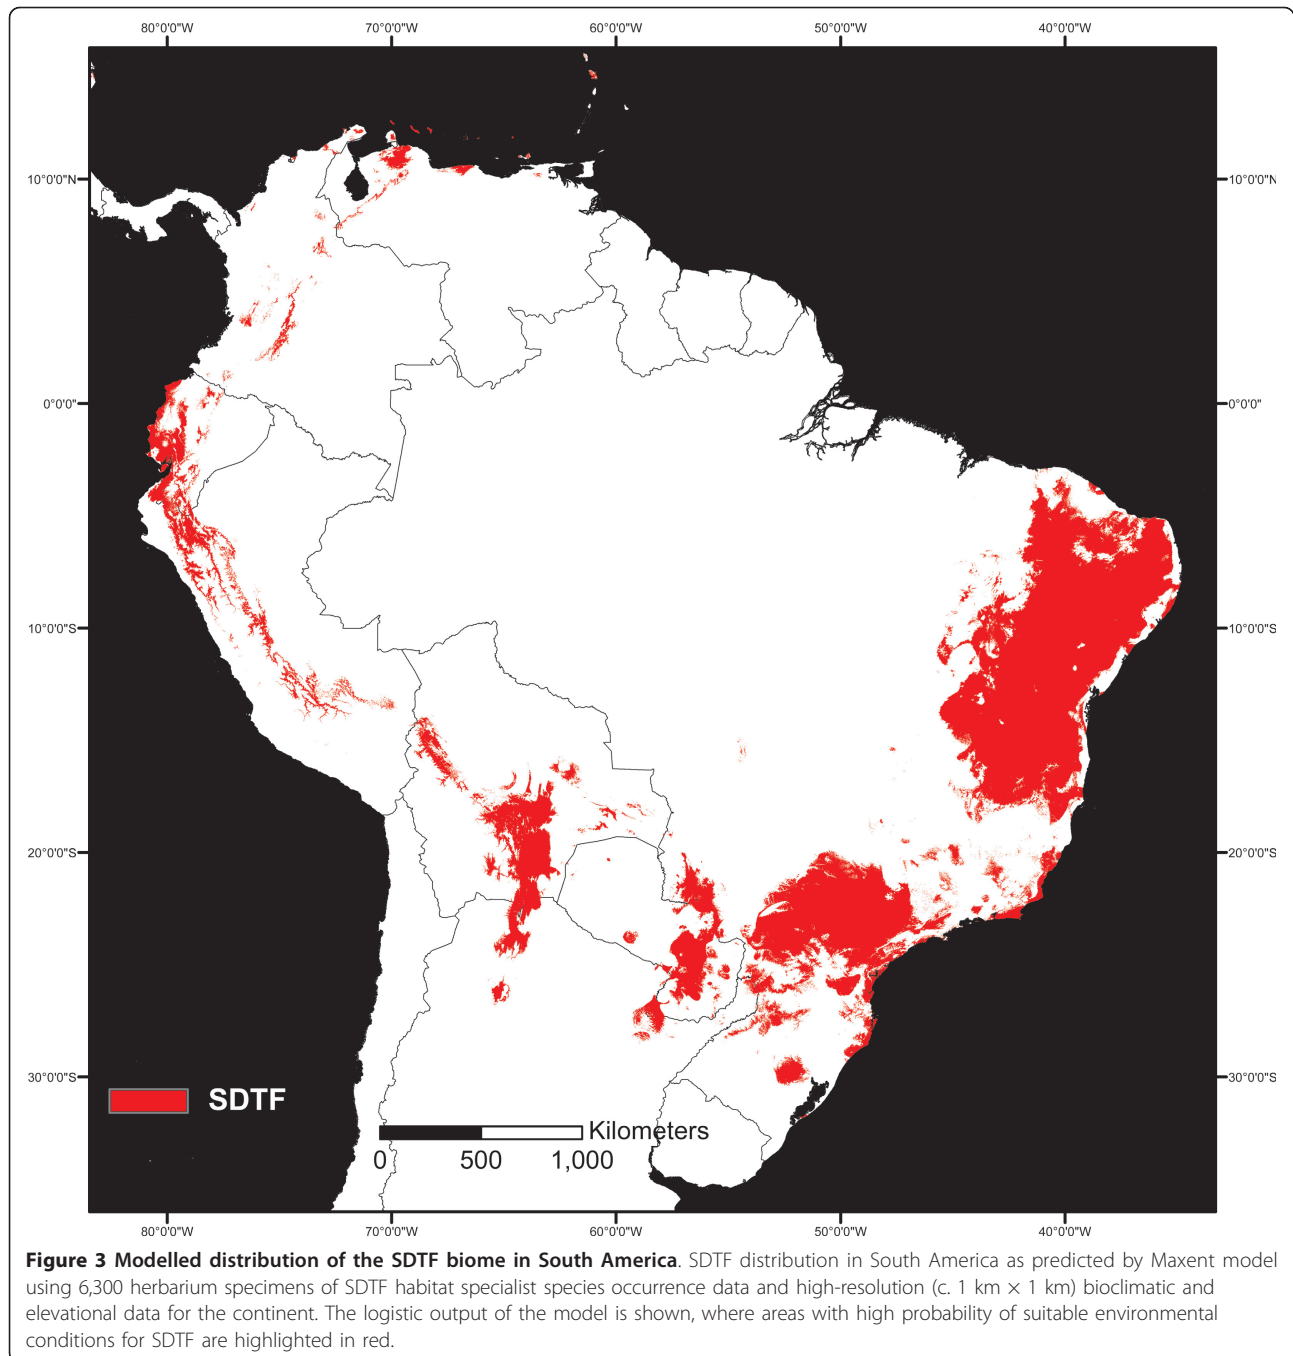 80°0'0"W 70°0'0"W 60°0'0"W 50°0'0"W 40°0'0"W
10°0'0"N 10°0'0"N
0°0'0" 0°0'0"
10°0'0"S 10°0'0"S
20°0'0"S 20°0'0"S
30°0'0"S 30°0'0"S
SDTF
Kilometers
0 500 1,000
80°0'0"W 70°0'0"W 60°0'0"W 50°0'0"W 40°0'0"W
Figure 3 Modelled distribution of the SDTF biome in South America. SDTF distribution in South America as predicted by Maxent model
using 6,300 herbarium specimens of SDTF habitat specialist species occurrence data and high-resolution (c. 1 km × 1 km) bioclimatic and
elevational data for the continent. The logistic output of the model is shown, where areas with high probability of suitable environmental
conditions for SDTF are highlighted in red.